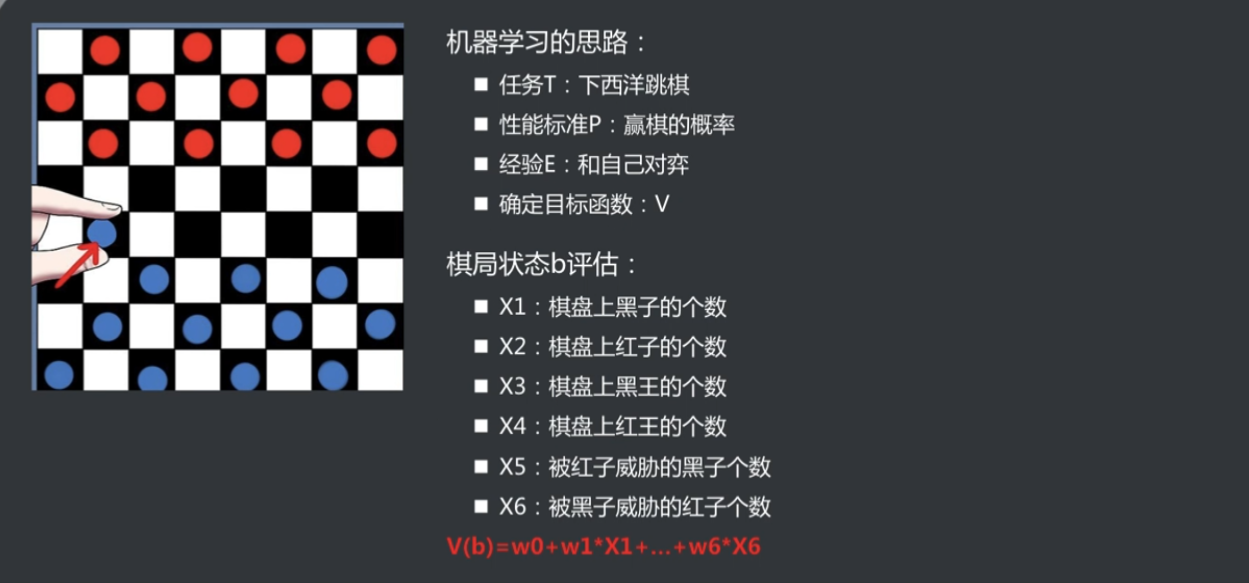 机器学习的思路：
任务T：下西洋跳棋
性能标准P：赢棋的概率
经验E：和自己对弈
确定目标函数：V
棋局状态b评估：
X1：棋盘上黑子的个数
X2：棋盘上红子的个数
X3：棋盘上黑王的个数
X4：棋盘上红王的个数
X5：被红子威胁的黑子个数
X6：被黑子威胁的红子个数
V(b)=w0+w1*X1+...+w6*X6